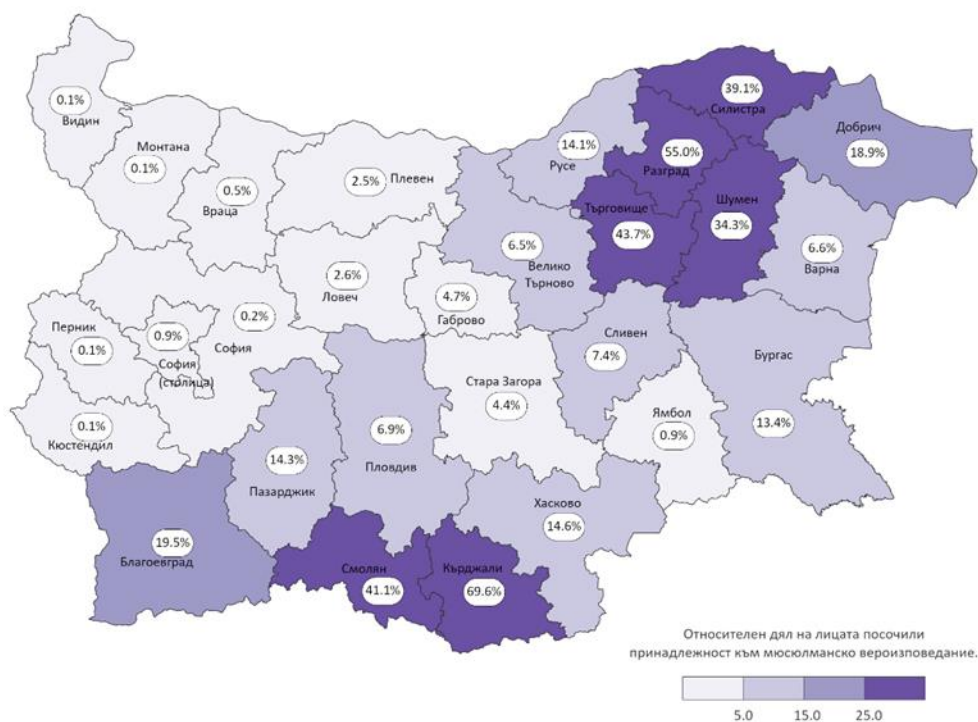 39.1%
Силистра
0.1%
Видин
Добрич
18.9%
Монтана
0.1%
14.1%
Русе
55.0%
Разград
2.5%
Плевен
0.5%
Враца
Шумен
34.3%
Търговище
43.7%
6.5%
Велико
Търново
6.6%
Варна
2.6%
Ловеч
4.7%
Габрово
0.2%
София
Перник
0.1%
0.9%
София
(столица)
Сливен
7.4%
Бургас
13.4%
Стара Загора
4.4%
Ямбол
0.9%
0.1%
Кюстендил
6.9%
Пловдив
14.3%
Пазарджик
Хасково
14.6%
19.5%
Благоевград
Смолян
41.1%
Кърджали
69.6%
Относителен дял на лицата посочили
принадлежност към мюсюлманско вероизповедание.
5.0 15.0 25.0